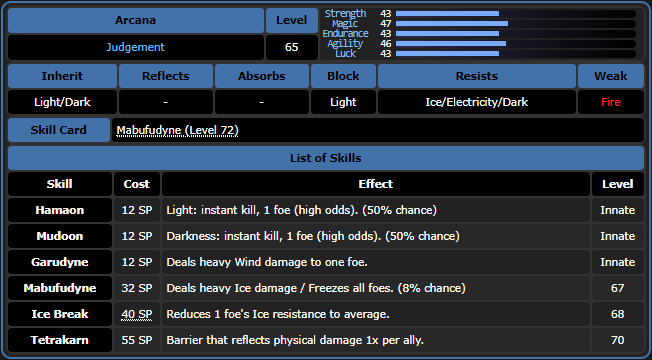 Arcana Level
Judgement 65
Strength 43
Magic 47
Endurance 43
Agility 46
Luck 43
Inherit Reflects Absorbs Block Resists Weak
Light/Dark - - Light Ice/Electricity/Dark Fire
Skill Card Mabufudyne (Level 72)
List of Skills
Skill Cost Effect Level
Hamaon 12 SP Light: instant kill, 1 foe (high odds). (50% chance) Innate
Mudoon 12 SP Darkness: instant kill, 1 foe (high odds). (50% chance) Innate
Garudyne 12 SP Deals heavy Wind damage to one foe. Innate
Mabufudyne 32 SP Deals heavy Ice damage / Freezes all foes. (8% chance) 67
Ice Break 40 SP Reduces 1 foe's Ice resistance to average. 68
Tetrakarn 55 SP Barrier that reflects physical damage 1x per ally. 70